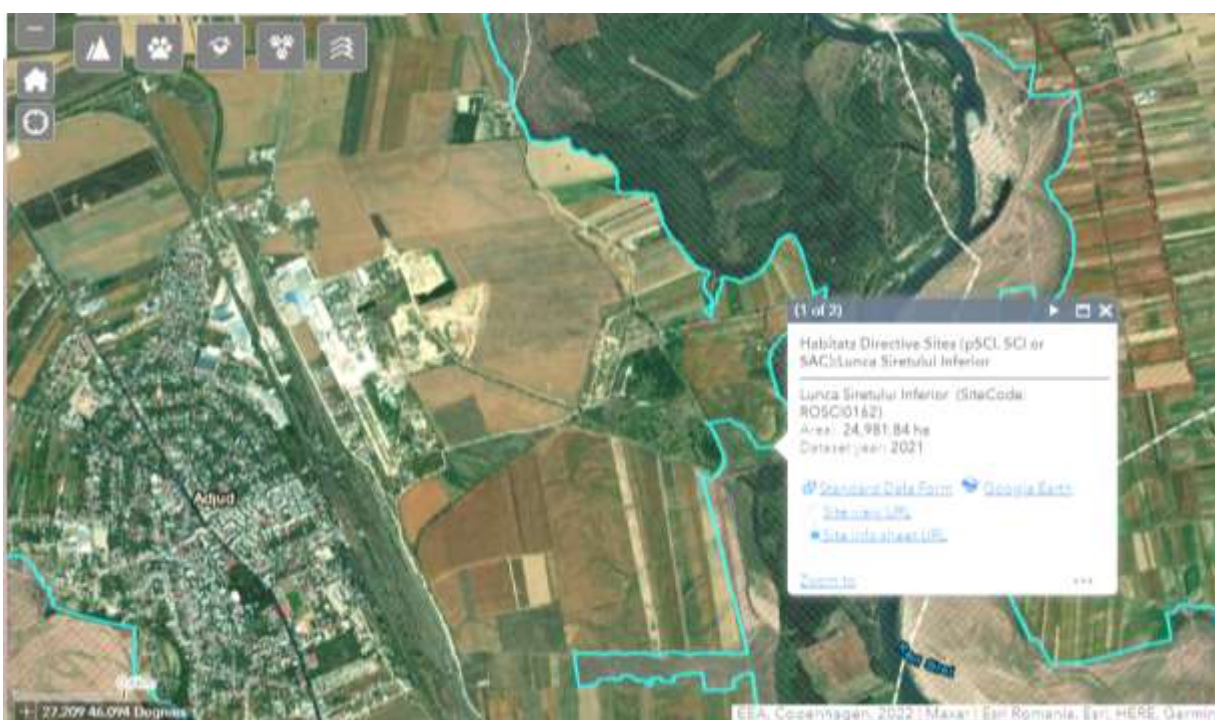 (1 of 2)
Habitats Directive Sites (pSCI, SCI or
SAC):Lunca Siretului Inferior
Lunca Siretului Inferior (SiteCode:
ROSCI0162)
Area: 24,981.84 ha
Dataset year: 2021
Standard Data Form Google Earth
Site view URL
Site info sheet URL
Zoom to
Adjud
27.209 46.094 Degrees
EEA, Copenhagen, 2022 | Maxar | Esri Romania, Esri, HERE, Garmin